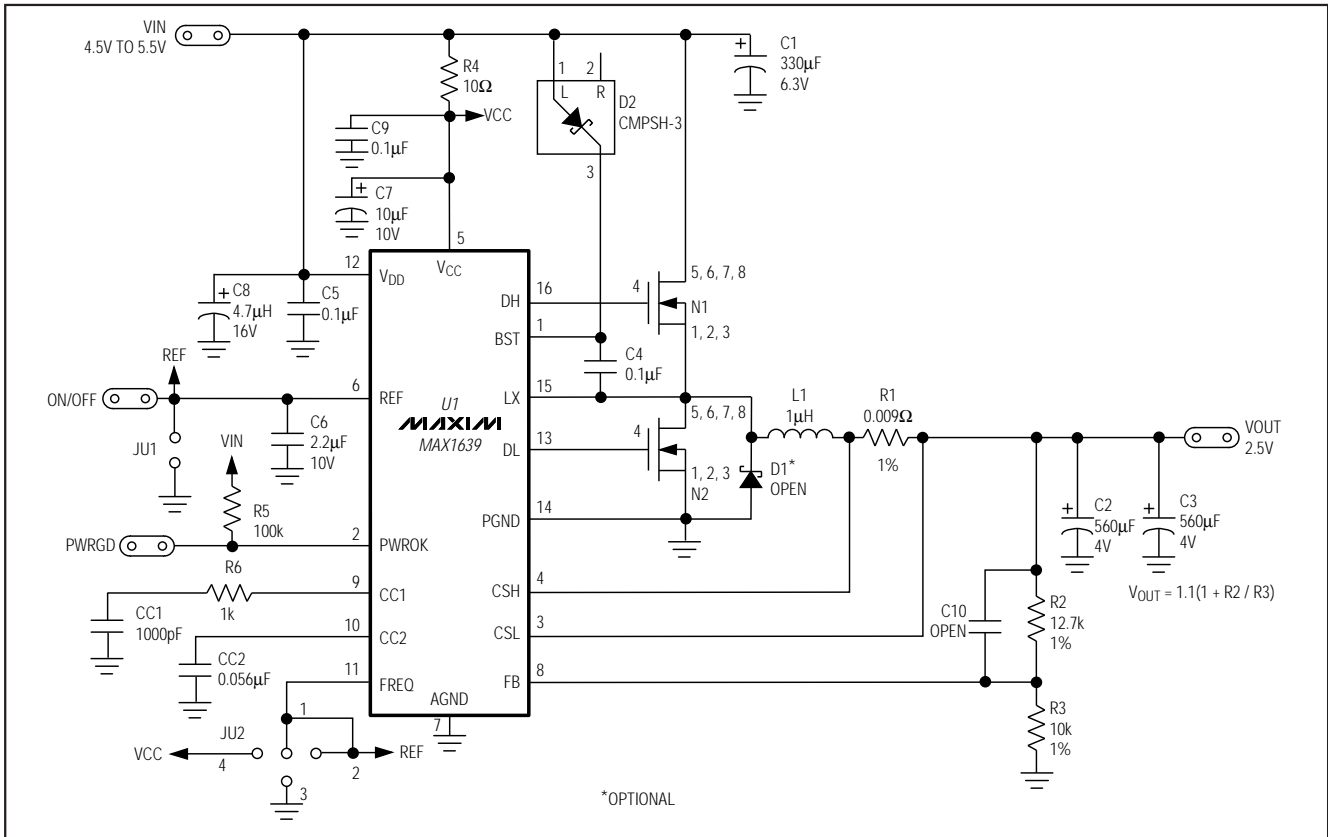 VIN
4.5V TO 5.5V
R4
10Ω
VCC
C9
0.1μF
C7
+
10μF
10V
5
1
2
L
R
D2
CMPSH-3
3
+
C1
330μF
6.3V
12
VDD
VCC
+
C8
4.7μH
16V
C5
0.1μF
DH
16
4
5, 6, 7, 8
N1
1, 2, 3
BST
1
C4
0.1μF
REF
ON/OFF
6
REF
U1
MAXIM
MAX1639
LX
15
JU1
C6
2.2μF
10V
VIN
R5
100k
DL
13
4
5, 6, 7, 8
1, 2, 3
N2
D1*
OPEN
L1
1μH
R1
0.009Ω
1%
VOUT
2.5V
PGND
14
+
C2
560μF
4V
+
C3
560μF
4V
PWRGD
2
PWROK
R6
1k
9
CC1
CC1
1000pF
CSH
4
VOUT = 1.1(1 + R2 / R3)
C10
OPEN
R2
12.7k
1%
10
CC2
CC2
0.056μF
CSL
3
11
FREQ
FB
8
AGND
7
R3
10k
1%
JU2
1
VCC
4
REF
2
3
*OPTIONAL